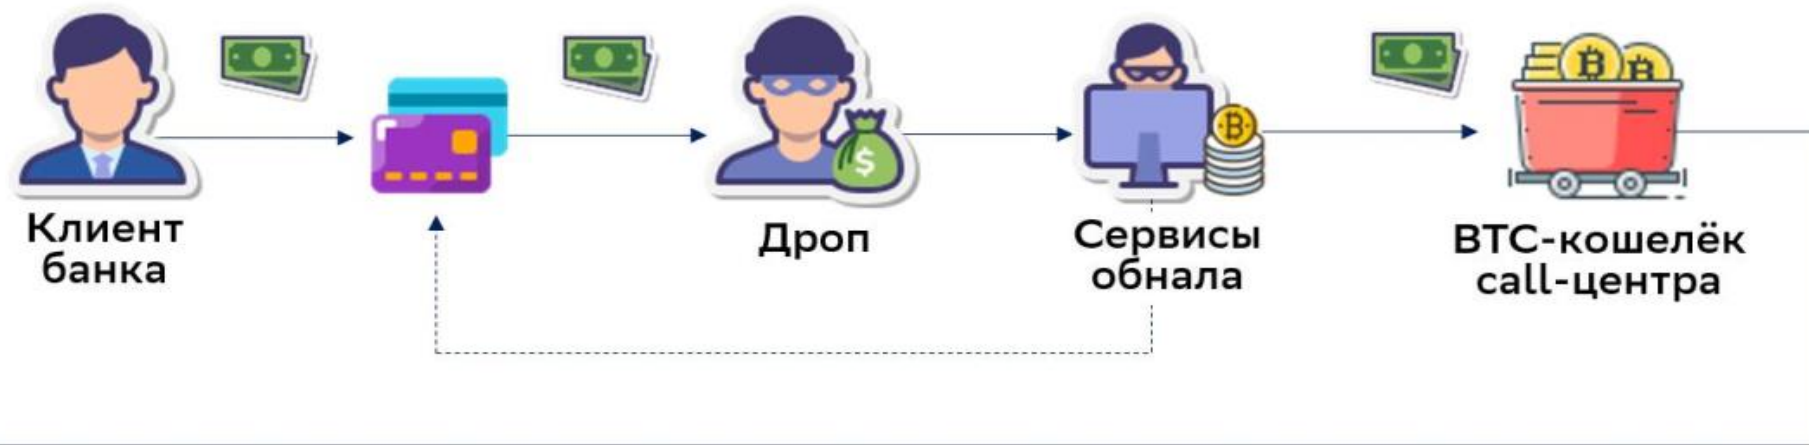 Клиент
банка
Дроп
Сервисы
обнала
BTC-кошелёк
call-центра